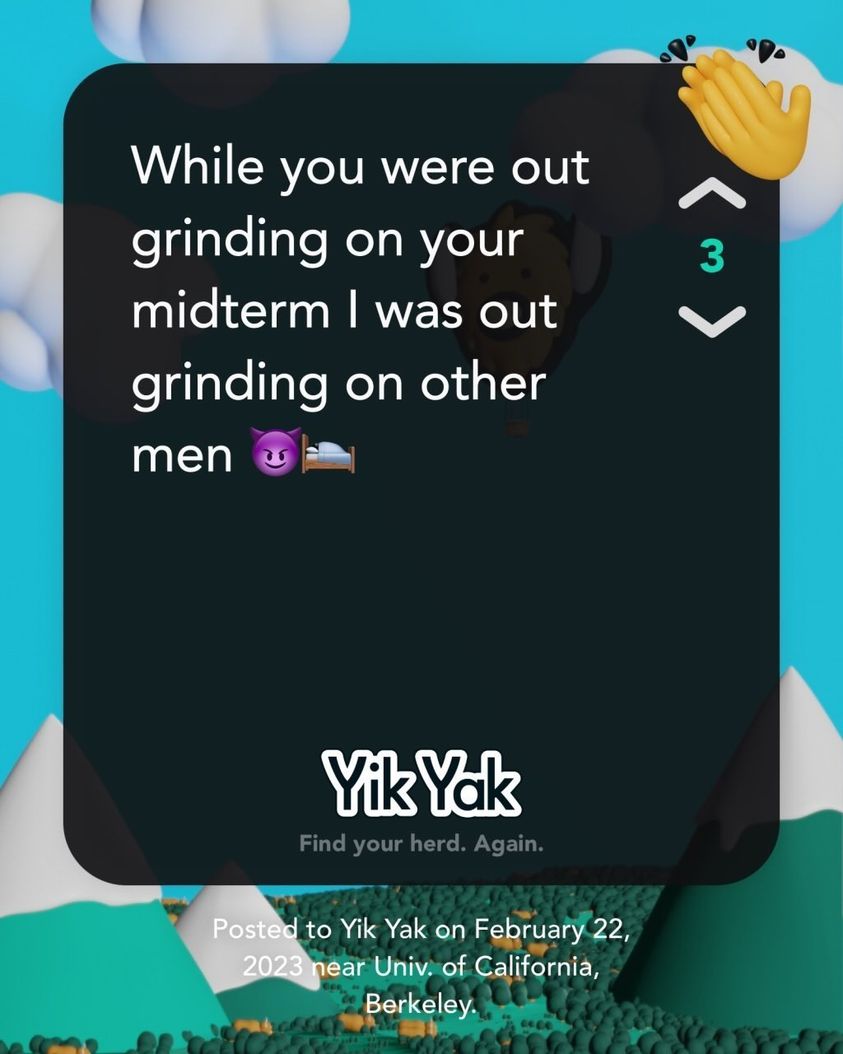 While you were out
grinding on your
midterm I was out
grinding on other
men 😈🛏️
3
Yik Yak
Find your herd. Again.
Posted to Yik Yak on February 22,
2023 near Univ. of California,
Berkeley.